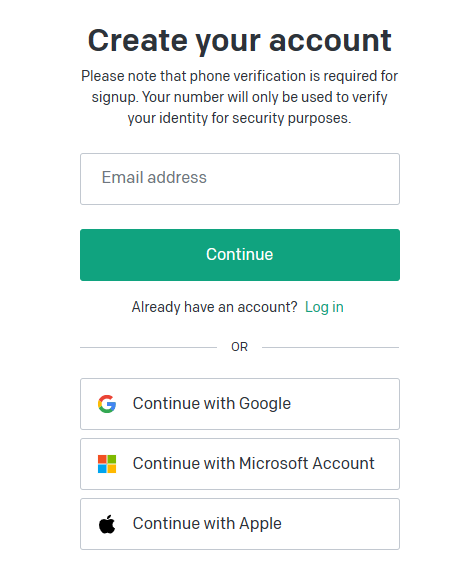 Create your account
Please note that phone verification is required for
signup. Your number will only be used to verify
your identity for security purposes.
Email address
Continue
Already have an account? Log in
OR
Continue with Google
Continue with Microsoft Account
Continue with Apple